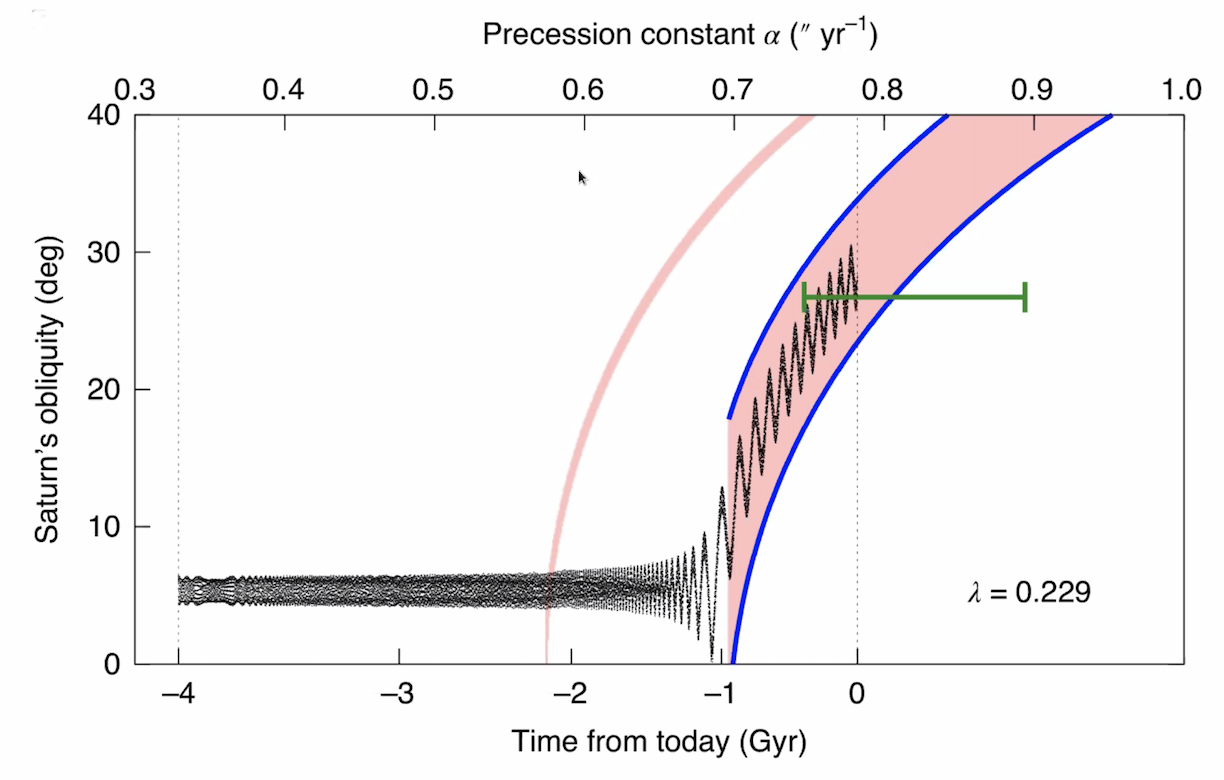 Precession constant α (″ yr⁻¹)
0.3 0.4 0.5 0.6 0.7 0.8 0.9 1.0
40
30
20
10
0
Saturn's obliquity (deg)
λ = 0.229
–4 –3 –2 –1 0
Time from today (Gyr)